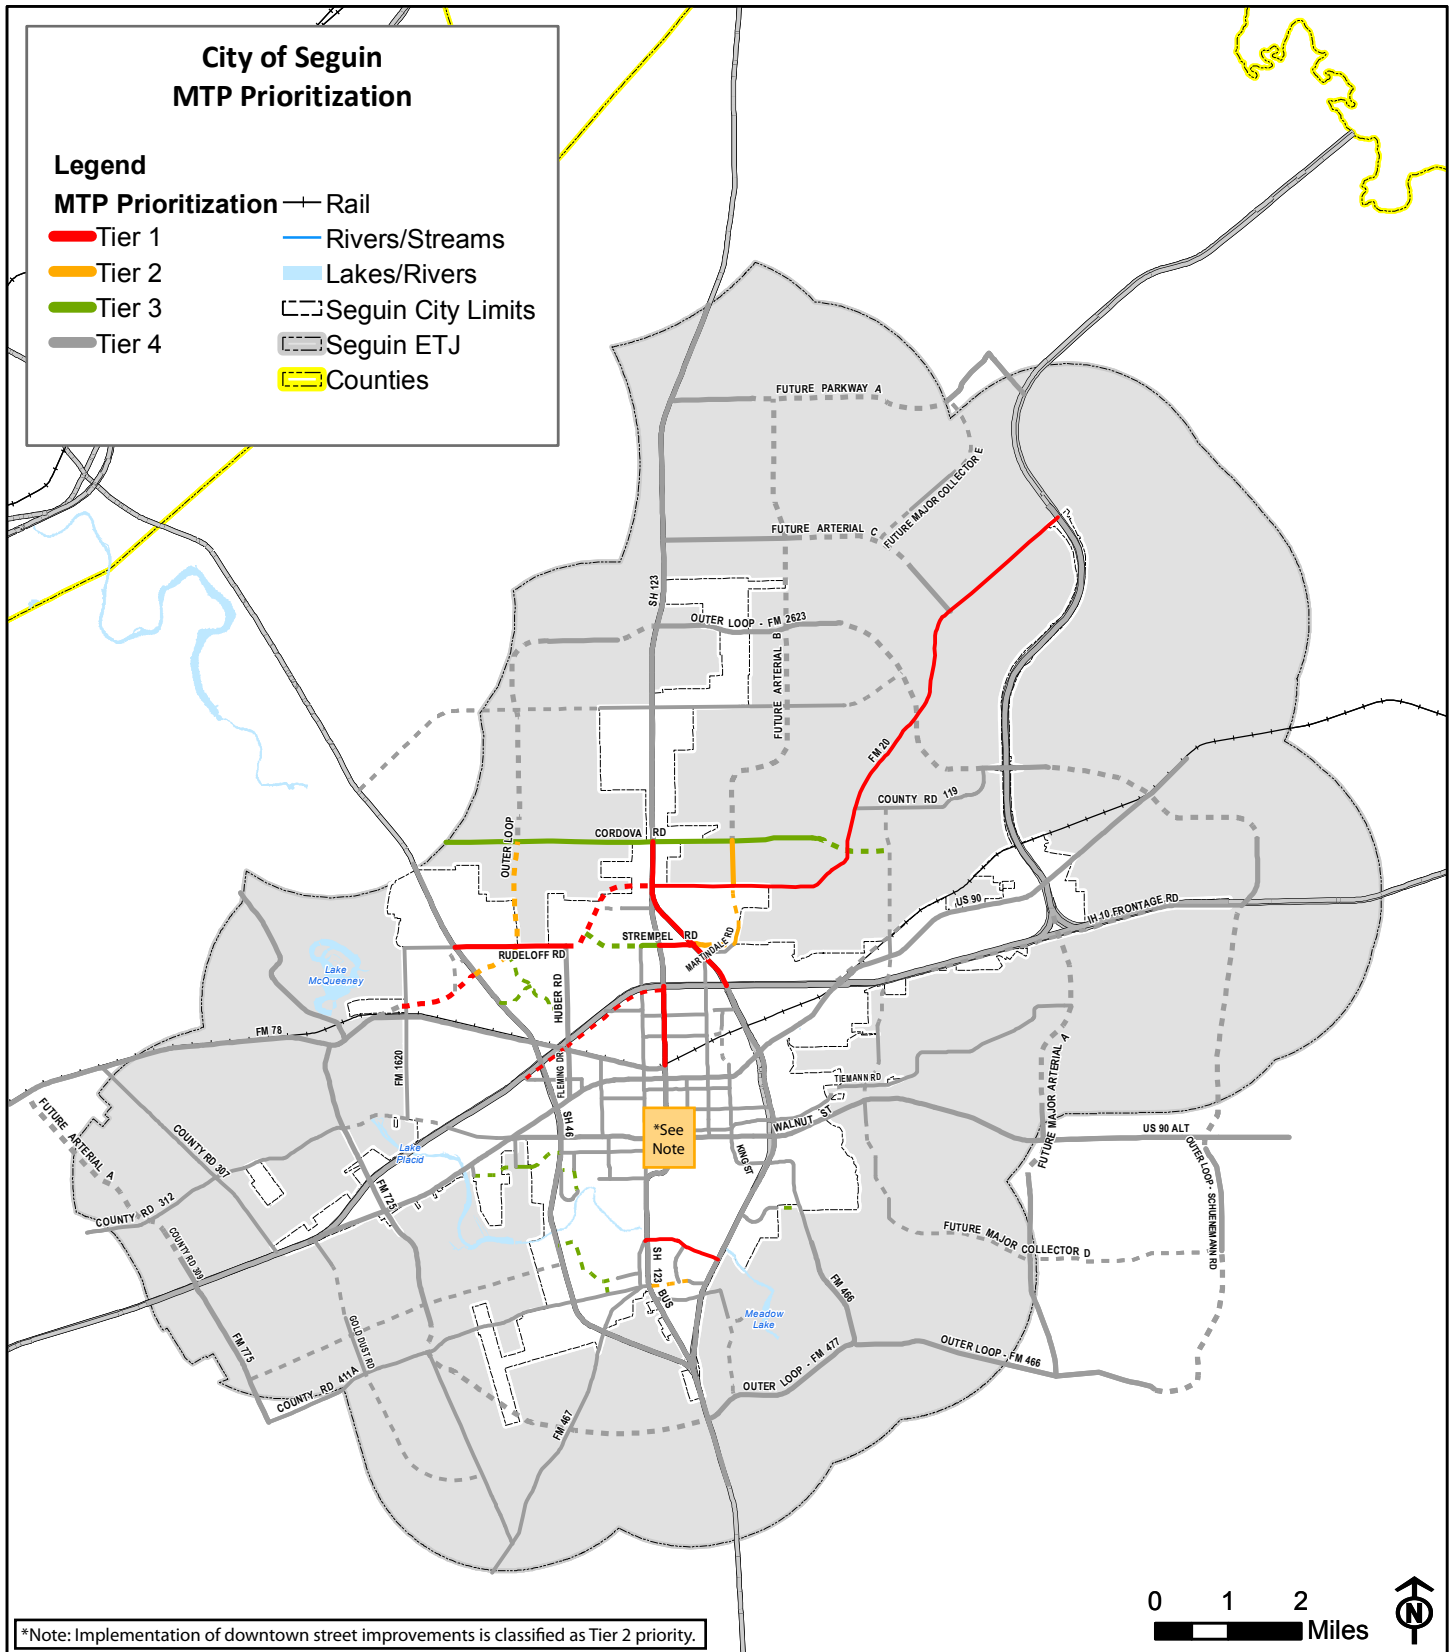 City of Seguin
MTP Prioritization
Legend
MTP Prioritization
Tier 1
Tier 2
Tier 3
Tier 4
Rail
Rivers/Streams
Lakes/Rivers
Seguin City Limits
Seguin ETJ
Counties
FUTURE PARKWAY A
FUTURE MAJOR COLLECTOR E
FUTURE ARTERIAL C
SH 123
OUTER LOOP - FM 2623
FUTURE ARTERIAL B
FM 20
COUNTY RD 119
CORDOVA RD
OUTER LOOP
US 90
IH 10 FRONTAGE RD
STREMPEL RD
MARTINDALE RD
RUDELOFF RD
HUBER RD
Lake
McQueeney
FM 78
FM 1620
FLEMING DR
SH 46
FUTURE MAJOR ARTERIAL A
TIEMANN RD
WALNUT ST
US 90 ALT
*See
Note
KING ST
Lake
Placid
FUTURE ARTERIAL A
COUNTY RD 307
FM 725
COUNTY RD 312
COUNTY RD 309
OUTER LOOP - SCHUENEMANN RD
FUTURE MAJOR COLLECTOR D
SH 123 BUS
FM 466
Meadow
Lake
GOLD DUST RD
FM 775
COUNTY RD 411A
OUTER LOOP - FM 477
OUTER LOOP - FM 466
FM 467
0 1 2
Miles
N
*Note: Implementation of downtown street improvements is classified as Tier 2 priority.